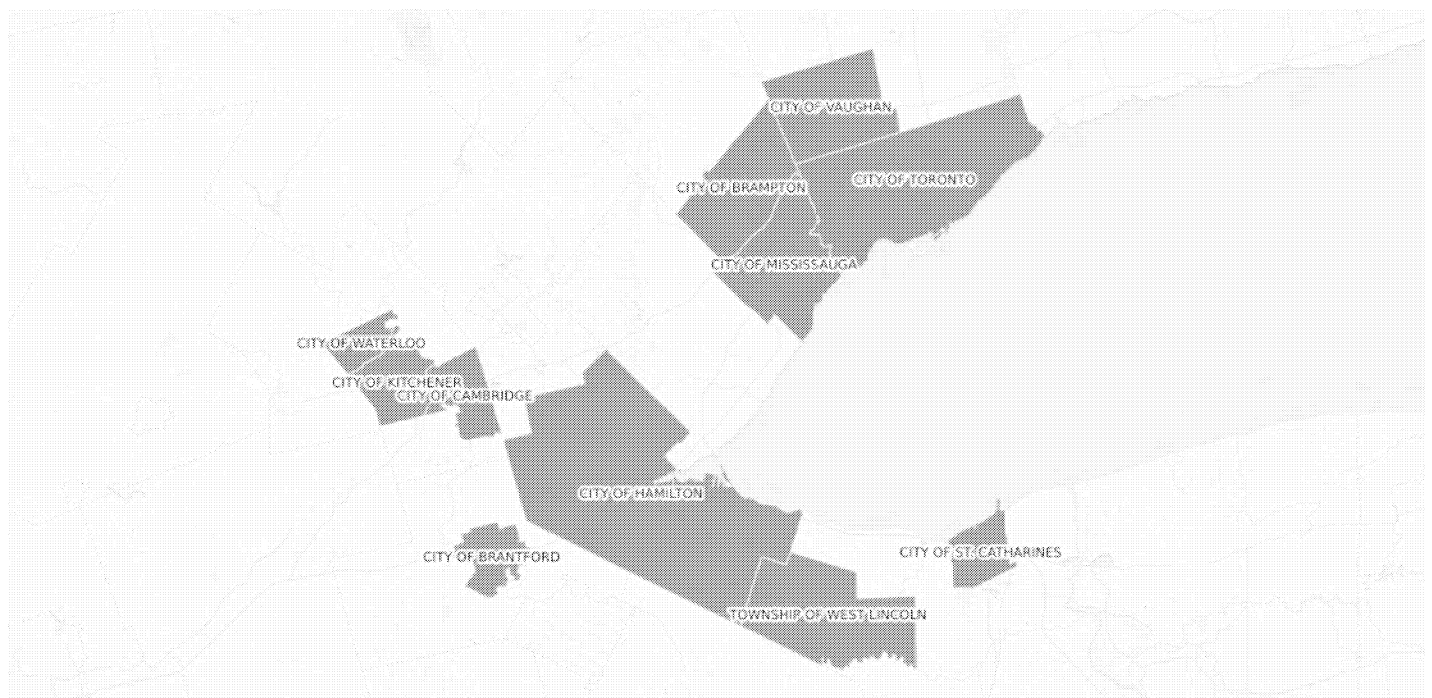 CITY OF VAUGHAN
CITY OF TORONTO
CITY OF BRAMPTON
CITY OF MISSISSAUGA
CITY OF WATERLOO
CITY OF KITCHENER
CITY OF CAMBRIDGE
CITY OF HAMILTON
CITY OF ST. CATHARINES
CITY OF BRANTFORD
TOWNSHIP OF WEST LINCOLN